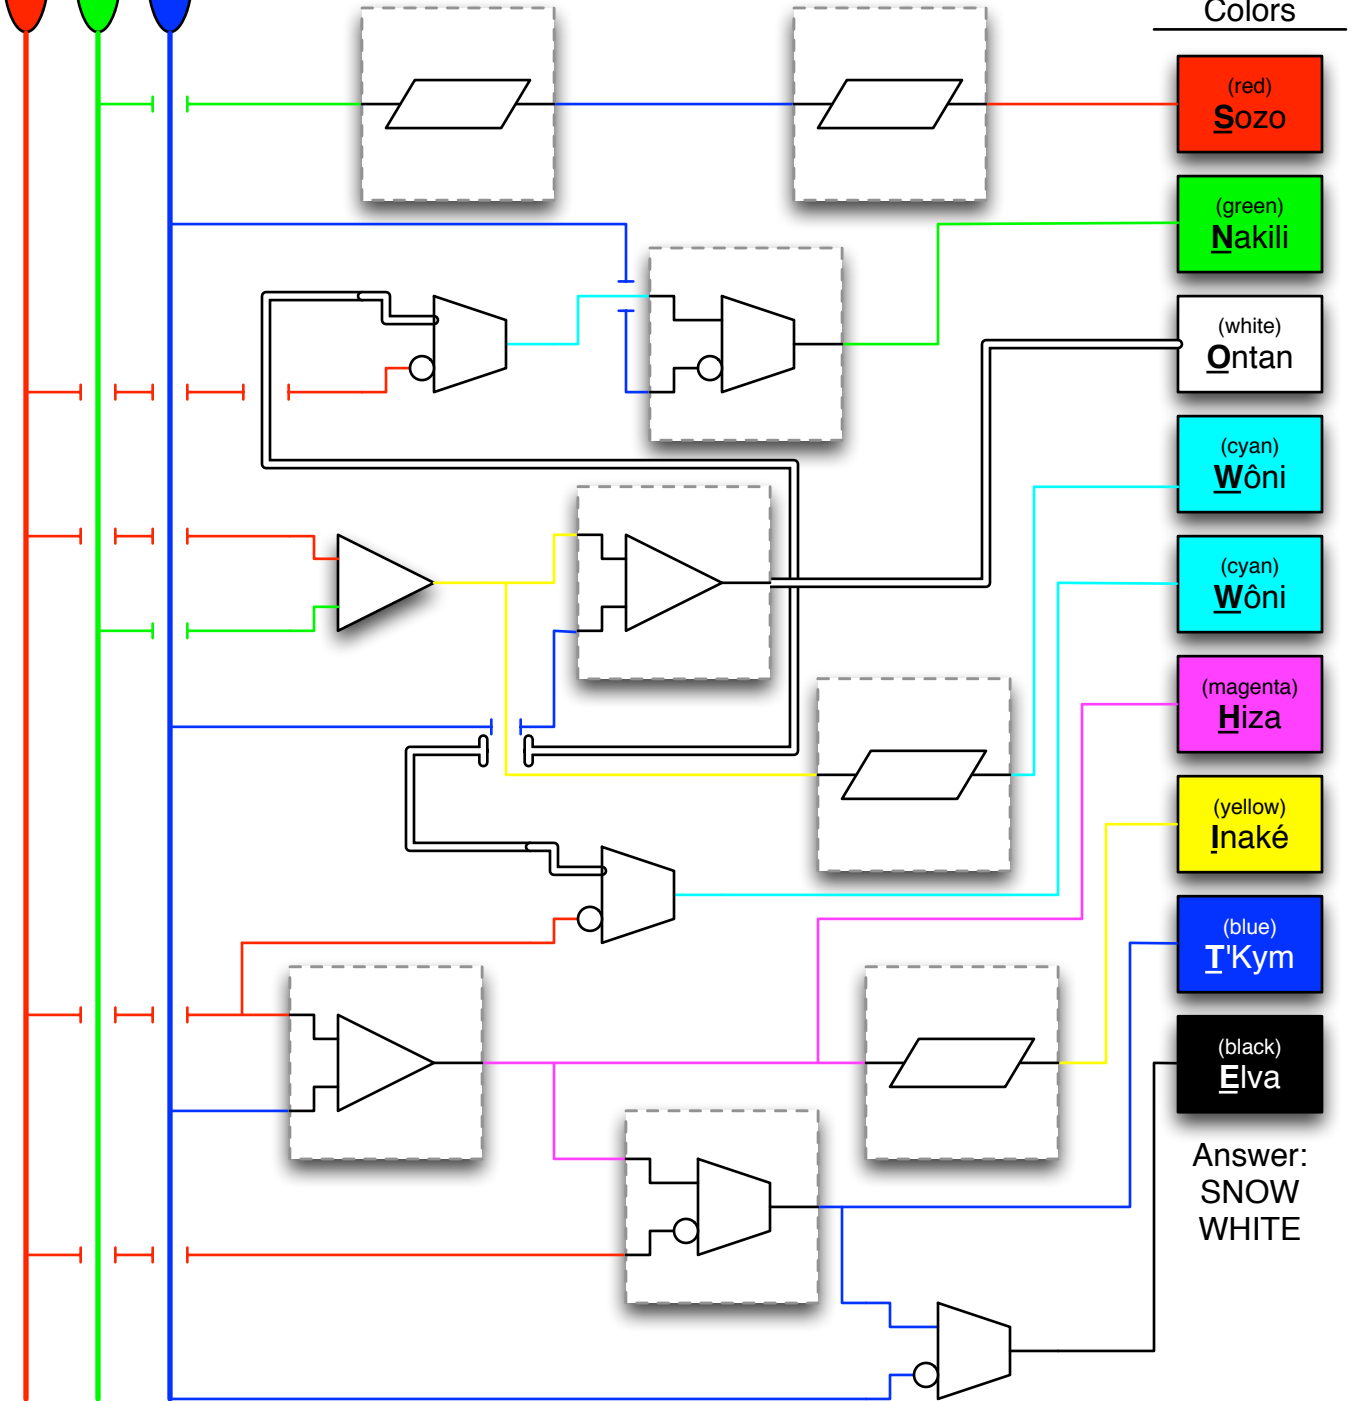 Colors
(red)
Sozo
(green)
Nakili
(white)
Ontan
(cyan)
Wôni
(cyan)
Wôni
(magenta)
Hiza
(yellow)
Inaké
(blue)
T'Kym
(black)
Elva
Answer:
SNOW
WHITE